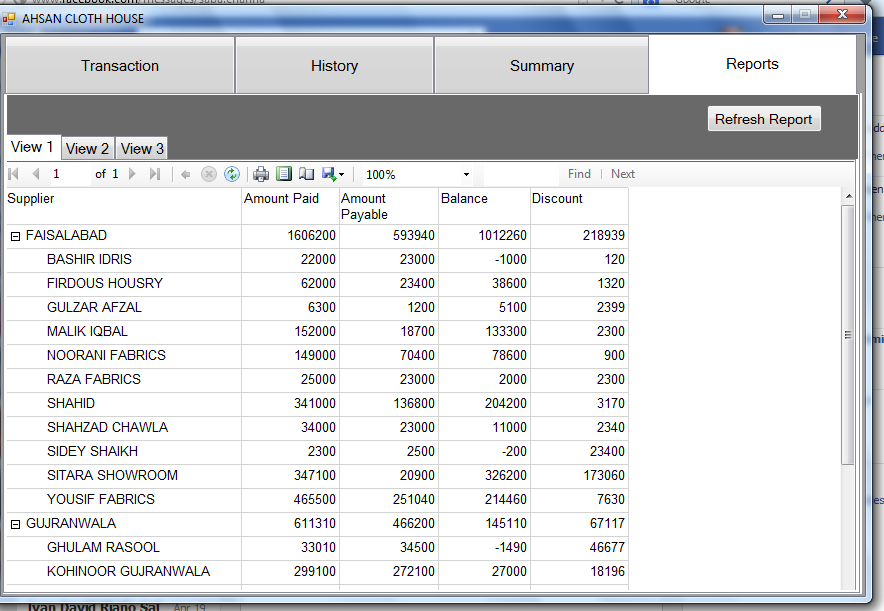 AHSAN CLOTH HOUSE
Transaction History Summary Reports
Refresh Report
View 1 View 2 View 3
1 of 1 100% Find | Next
Supplier Amount Paid Amount Payable Balance Discount
FAISALABAD 1606200 593940 1012260 218939
BASHIR IDRIS 22000 23000 -1000 120
FIRDOUS HOUSRY 62000 23400 38600 1320
GULZAR AFZAL 6300 1200 5100 2399
MALIK IQBAL 152000 18700 133300 2300
NOORANI FABRICS 149000 70400 78600 900
RAZA FABRICS 25000 23000 2000 2300
SHAHID 341000 136800 204200 3170
SHAHZAD CHAWLA 34000 23000 11000 2340
SIDEY SHAIKH 2300 2500 -200 23400
SITARA SHOWROOM 347100 20900 326200 173060
YOUSIF FABRICS 465500 251040 214460 7630
GUJRANWALA 611310 466200 145110 67117
GHULAM RASOOL 33010 34500 -1490 46677
KOHINOOR GUJRANWALA 299100 272100 27000 18196
Ivan David Riano Sal Apr 19